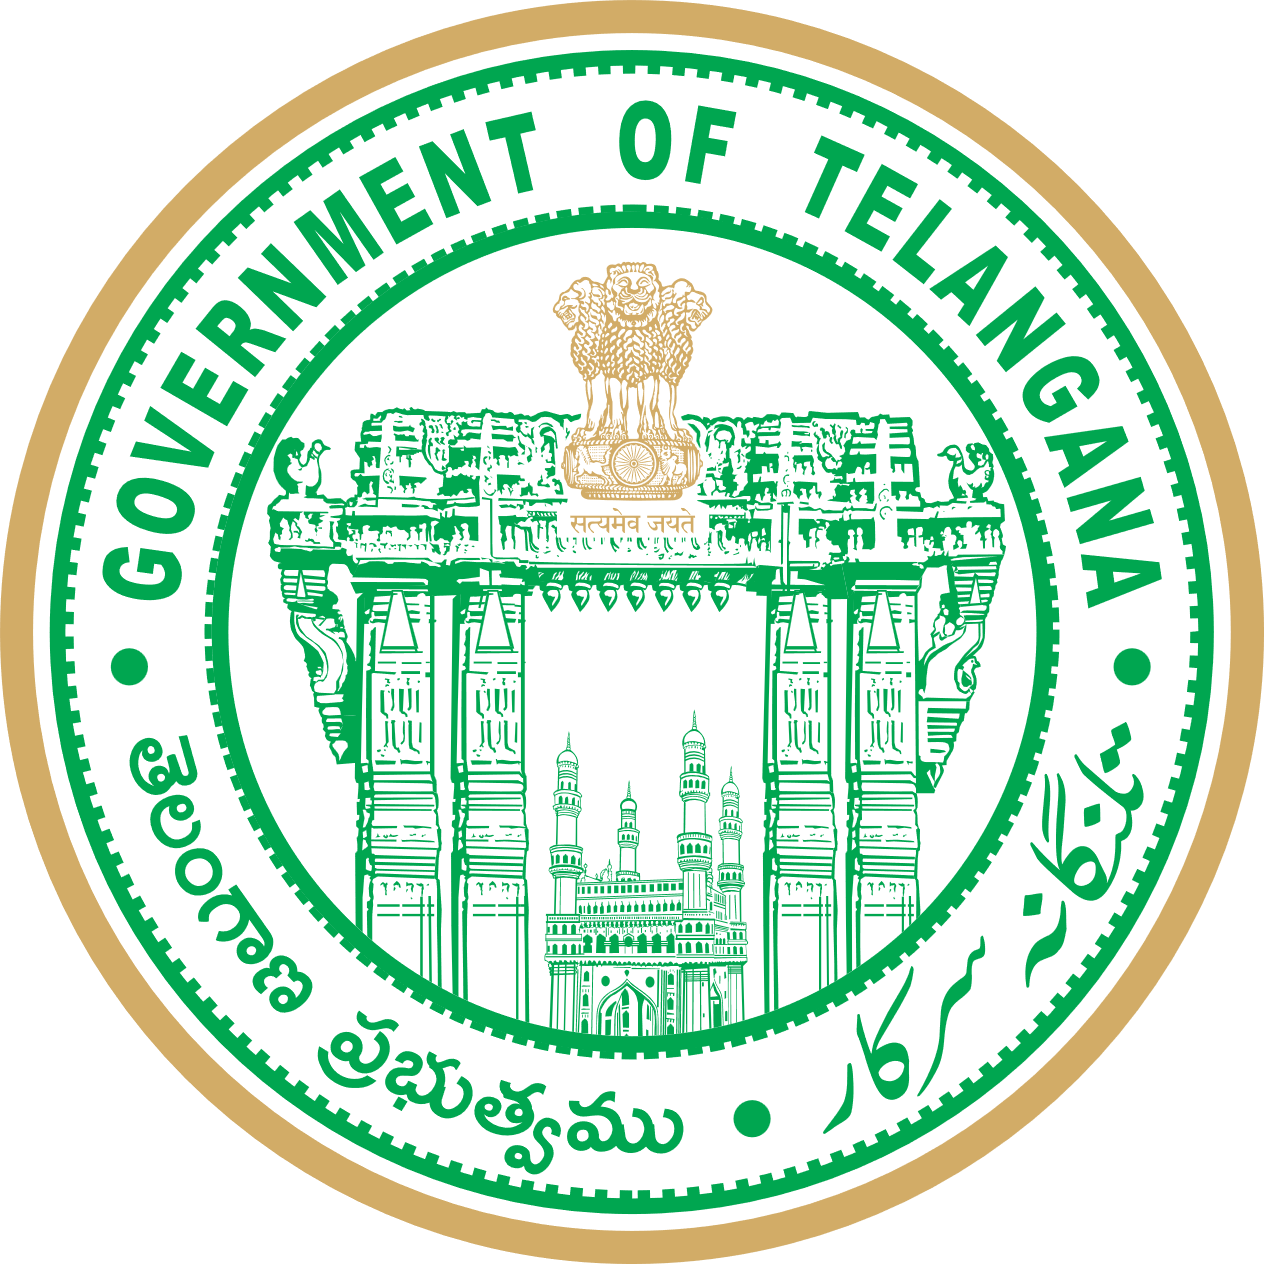 GOVERNMENT OF TELANGANA
सत्यमेव जयते
తెలంగాణ ప్రభుత్వము
تلنگانہ سرکار